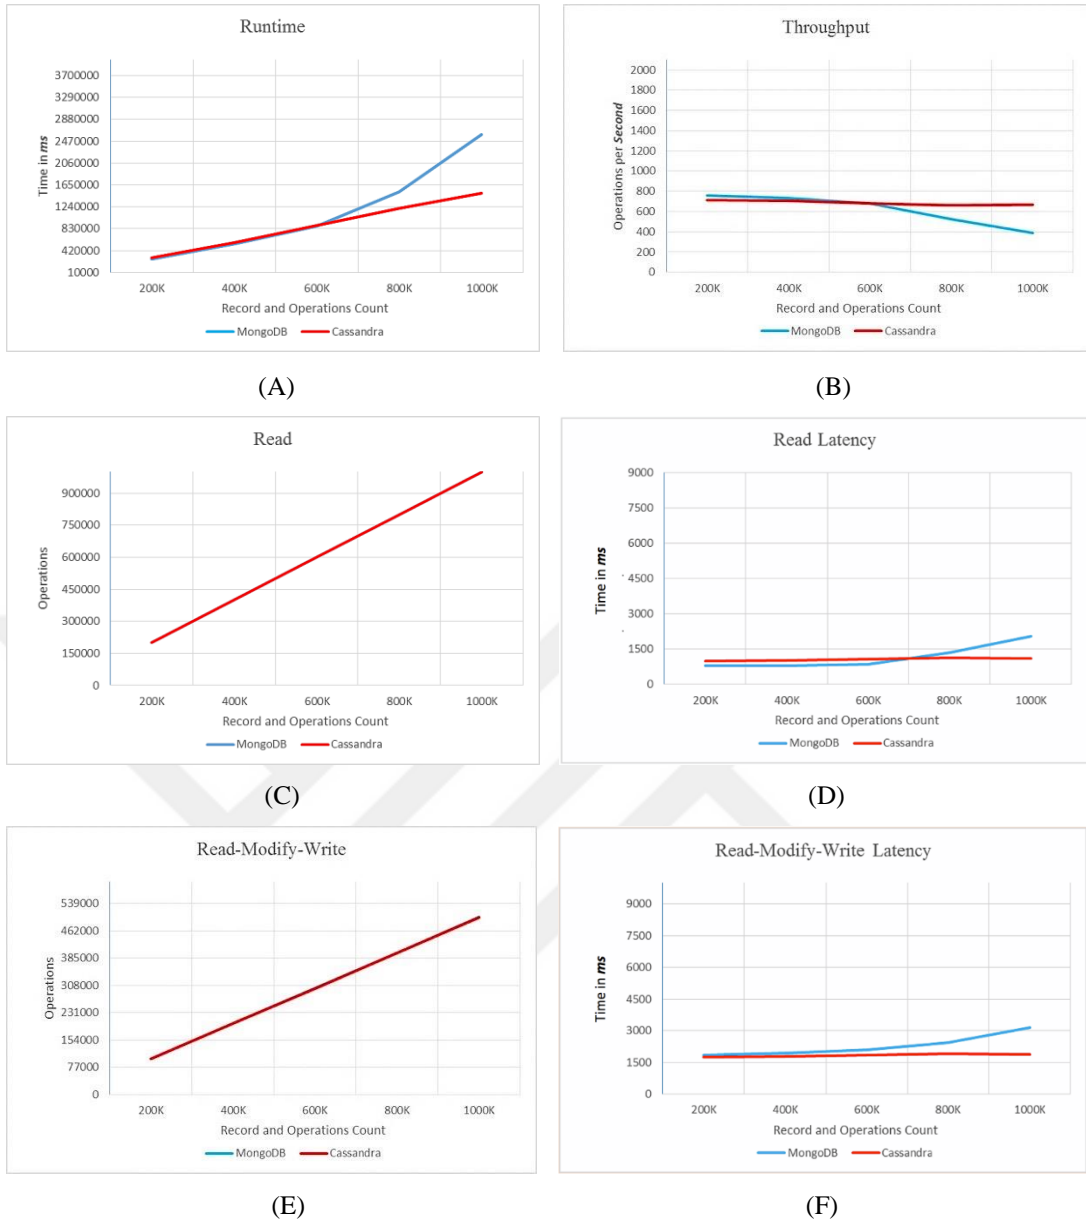 Runtime
3700000
3290000
2880000
2470000
2060000
1650000
1240000
830000
420000
10000
Time in ms
200K 400K 600K 800K 1000K
Record and Operations Count
MongoDB Cassandra
(A)
Throughput
2000
1800
1600
1400
1200
1000
800
600
400
200
0
Operations per Second
200K 400K 600K 800K 1000K
Record and Operations Count
MongoDB Cassandra
(B)
Read
900000
750000
600000
450000
300000
150000
0
Operations
200K 400K 600K 800K 1000K
Record and Operations Count
MongoDB Cassandra
(C)
Read Latency
9000
7500
6000
4500
3000
1500
0
Time in ms
200K 400K 600K 800K 1000K
Record and Operations Count
MongoDB Cassandra
(D)
Read-Modify-Write
539000
462000
385000
308000
231000
154000
77000
0
Operations
200K 400K 600K 800K 1000K
Record and Operations Count
MongoDB Cassandra
(E)
Read-Modify-Write Latency
9000
7500
6000
4500
3000
1500
0
Time in ms
200K 400K 600K 800K 1000K
Record and Operations Count
MongoDB Cassandra
(F)